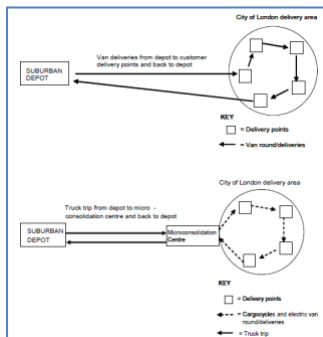 City of London delivery area
Van deliveries from depot to customer
delivery points and back to depot
SUBURBAN
DEPOT
KEY
= Delivery points
= Van round/deliveries
City of London delivery area
Truck trip from depot to micro -
consolidation centre and back to depot
SUBURBAN
DEPOT
Microconsolidation
Centre
KEY
= Delivery points
= Cargocycles and electric van
round/deliveries
= Truck trip